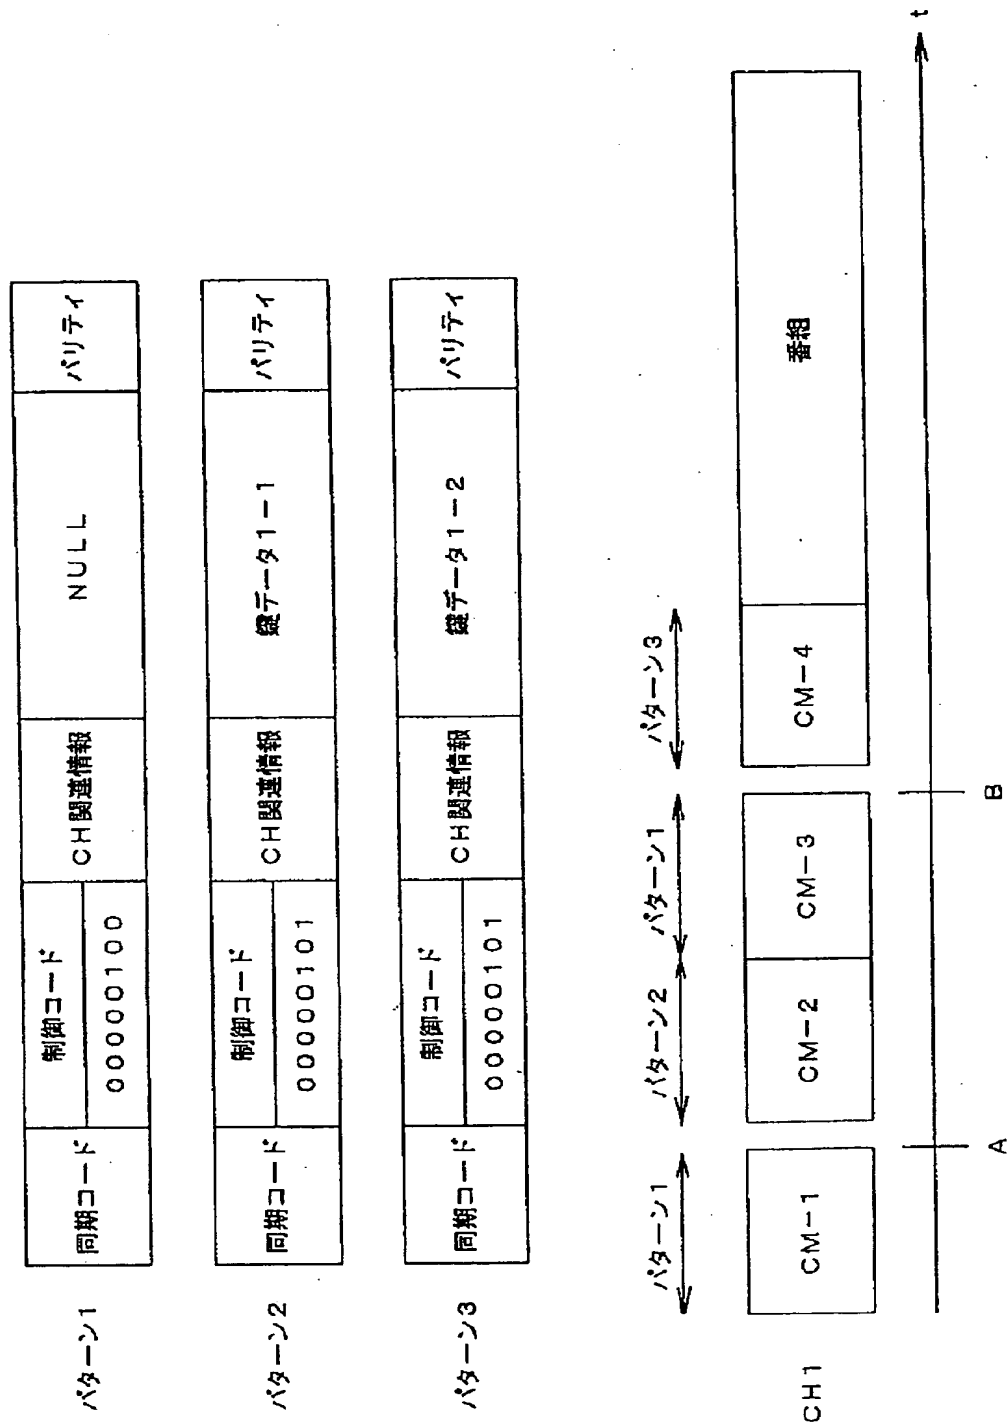 パターン1
同期コード
制御コード
00000100
CH関連情報
NULL
パリティ
パターン2
同期コード
制御コード
00000101
CH関連情報
鍵データ1-1
パリティ
パターン3
同期コード
制御コード
00000101
CH関連情報
鍵データ1-2
パリティ
パターン1
パターン2
パターン1
パターン3
CH1
CM-1
CM-2
CM-3
CM-4
番組
A
B
t